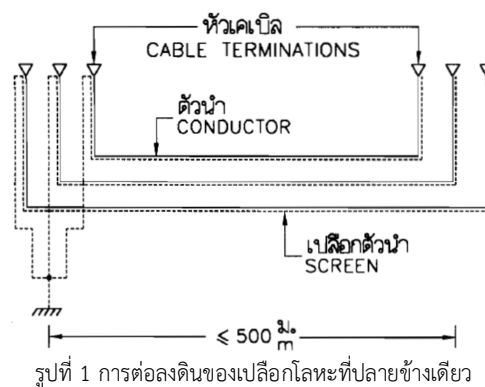 หัวเคเบิล
CABLE TERMINATIONS
ตัวนำ
CONDUCTOR
เปลือกตัวนำ
SCREEN
≤ 500 ม./m
รูปที่ 1 การต่อลงดินของเปลือกโลหะที่ปลายข้างเดียว